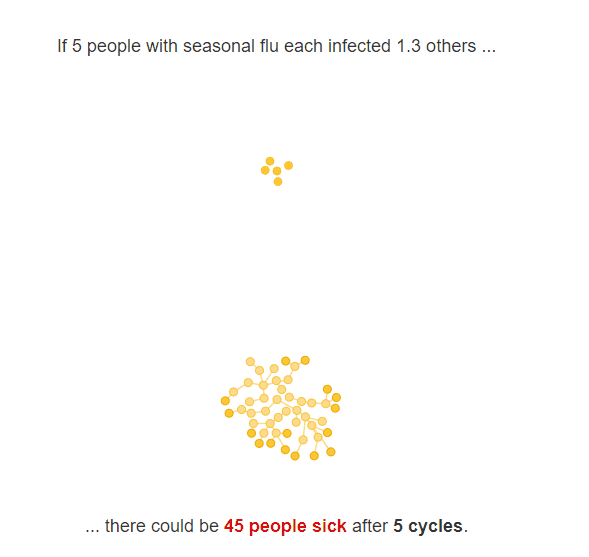 If 5 people with seasonal flu each infected 1.3 others ...
... there could be 45 people sick after 5 cycles.